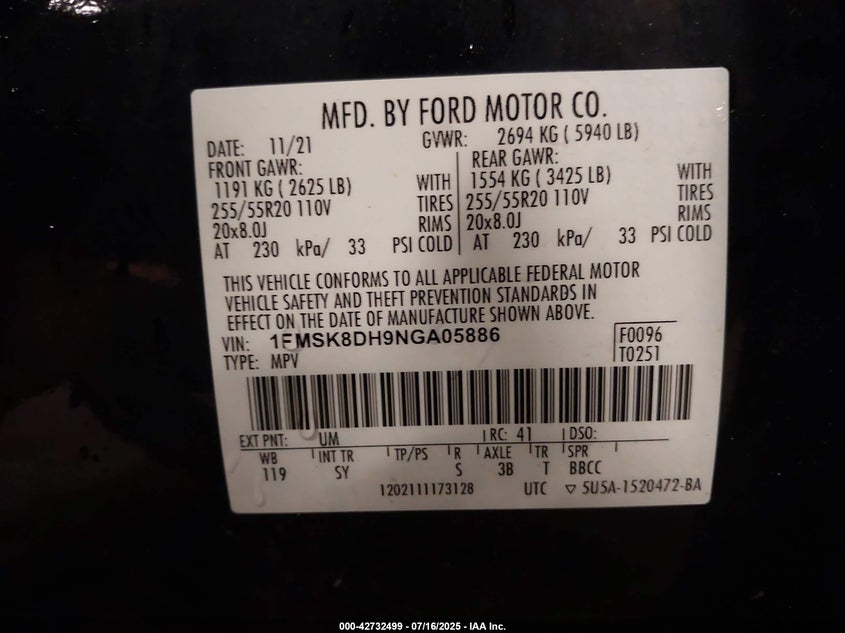 MFD. BY FORD MOTOR CO.
DATE: 11/21 GVWR: 2694 KG ( 5940 LB)
FRONT GAWR: REAR GAWR:
1191 KG ( 2625 LB) WITH 1554 KG ( 3425 LB) WITH
255/55R20 110V TIRES 255/55R20 110V TIRES
20x8.0J RIMS 20x8.0J RIMS
AT 230 kPa/ 33 PSI COLD AT 230 kPa/ 33 PSI COLD
THIS VEHICLE CONFORMS TO ALL APPLICABLE FEDERAL MOTOR
VEHICLE SAFETY AND THEFT PREVENTION STANDARDS IN
EFFECT ON THE DATE OF MANUFACTURE SHOWN ABOVE.
VIN: 1FMSK8DH9NGA05886 F0096
TYPE: MPV T0251
EXT PNT: UM RC: 41 DSO:
WB INT TR TP/PS R AXLE TR SPR
119 SY S 3B T BBCC
1202111173128 UTC ▽ 5U5A-1520472-BA
000-42732499 - 07/16/2025 - IAA Inc.